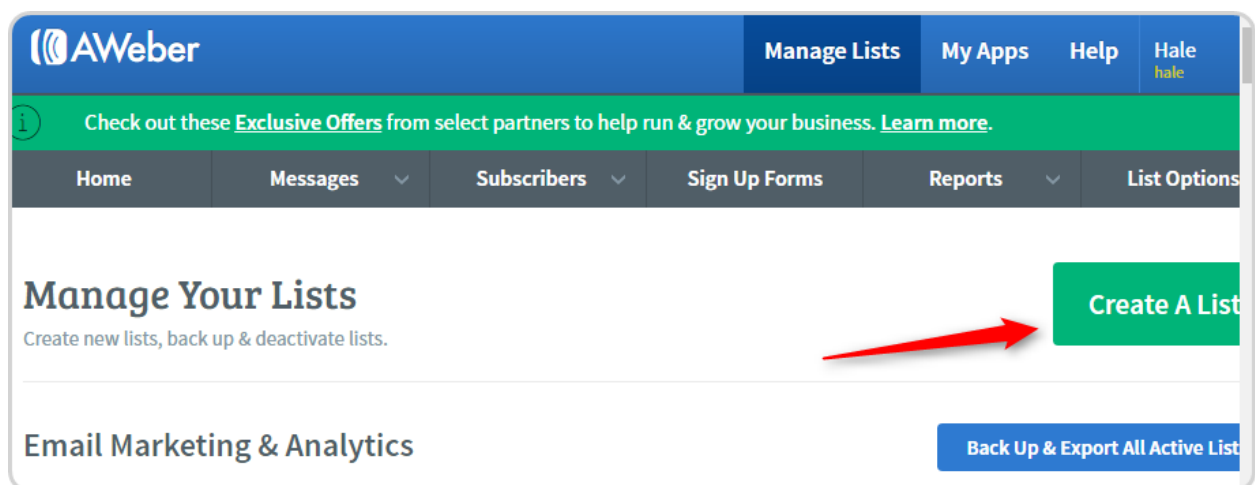 AWeber
Manage Lists My Apps Help Hale
hale
i Check out these Exclusive Offers from select partners to help run & grow your business. Learn more.
Home Messages Subscribers Sign Up Forms Reports List Options
Manage Your Lists
Create A List
Create new lists, back up & deactivate lists.
Email Marketing & Analytics
Back Up & Export All Active List